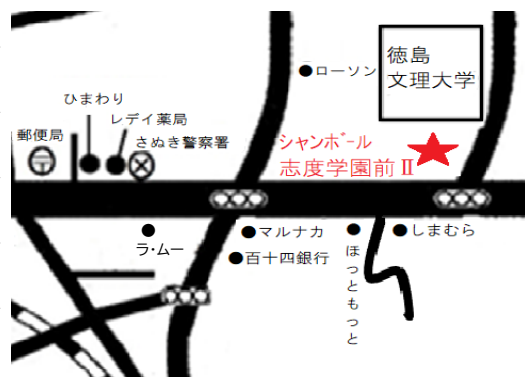 徳島
文理大学
ローソン
ひまわり
レデイ薬局
さぬき警察署
郵便局
シャンボール
志度学園前Ⅱ
マルナカ
しまむら
ラ・ムー
百十四銀行
ほっともっと